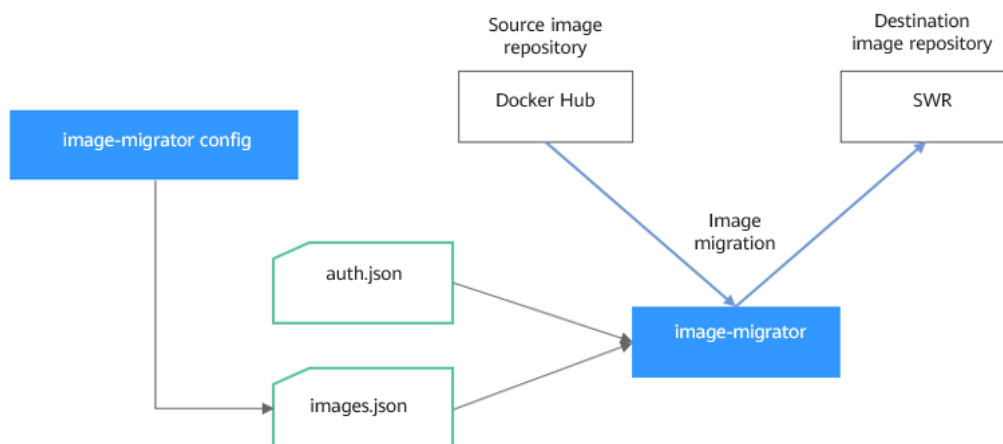 Source image
repository
Destination
image repository
Docker Hub
SWR
image-migrator config
Image
migration
auth.json
image-migrator
images.json